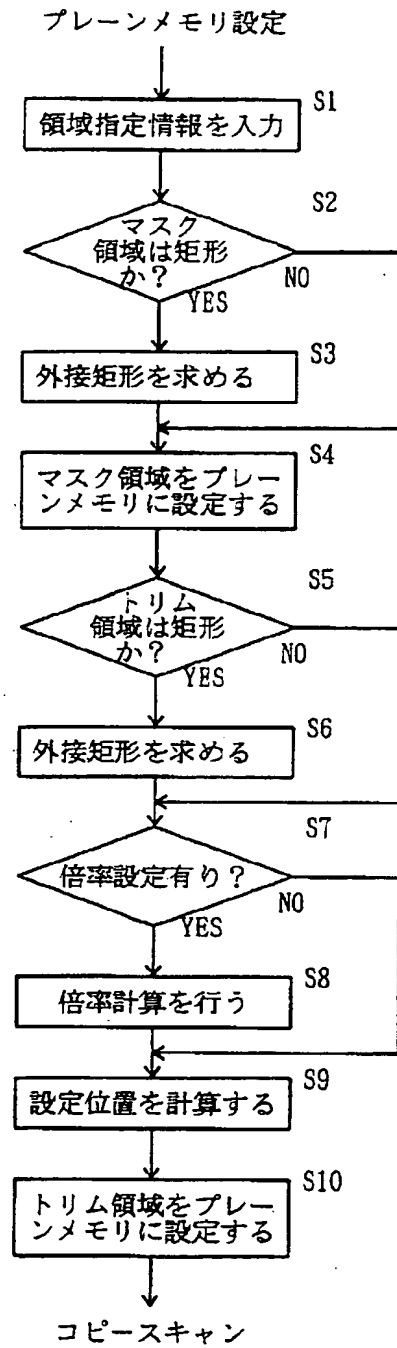 プレーンメモリ設定
S1
領域指定情報を入力
S2
マスク
領域は矩形
か？
NO
YES
S3
外接矩形を求める
S4
マスク領域をプレー
ンメモリに設定する
S5
トリム
領域は矩形
か？
NO
YES
S6
外接矩形を求める
S7
倍率設定有り？
NO
YES
S8
倍率計算を行う
S9
設定位置を計算する
S10
トリム領域をプレー
ンメモリに設定する
コピースキャン